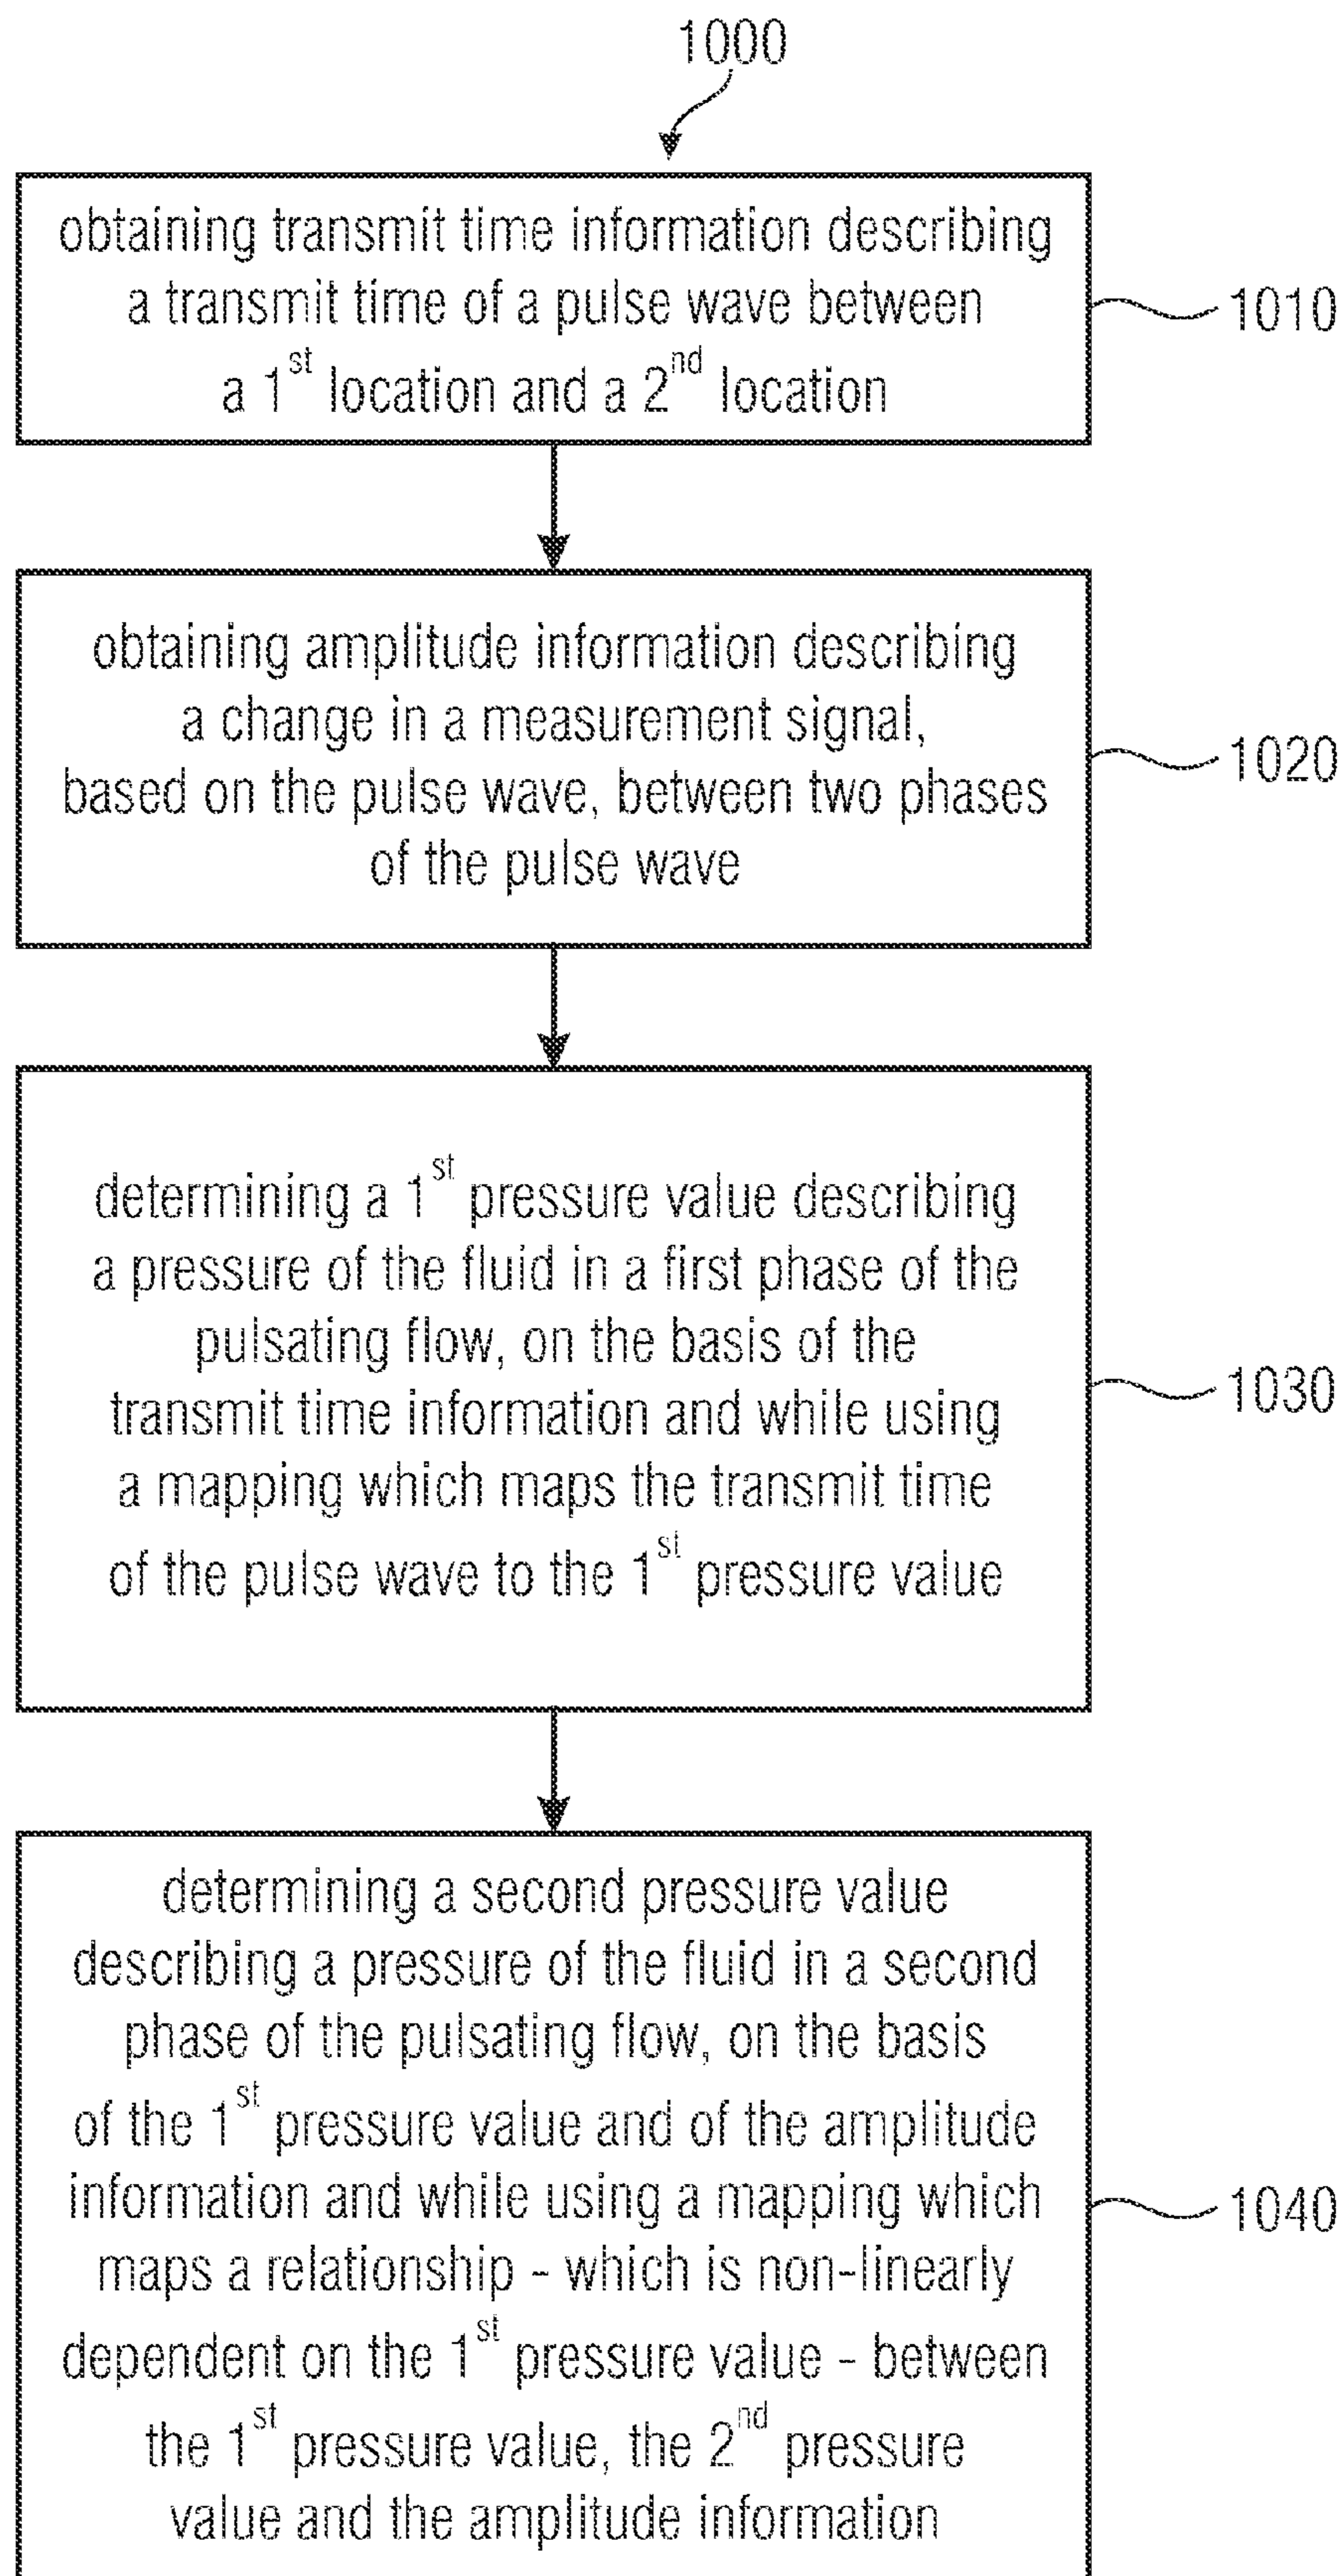 1000
obtaining transmit time information describing
a transmit time of a pulse wave between
a 1st location and a 2nd location
1010
obtaining amplitude information describing
a change in a measurement signal,
based on the pulse wave, between two phases
of the pulse wave
1020
determining a 1st pressure value describing
a pressure of the fluid in a first phase of the
pulsating flow, on the basis of the
transmit time information and while using
a mapping which maps the transmit time
of the pulse wave to the 1st pressure value
1030
determining a second pressure value
describing a pressure of the fluid in a second
phase of the pulsating flow, on the basis
of the 1st pressure value and of the amplitude
information and while using a mapping which
maps a relationship - which is non-linearly
dependent on the 1st pressure value - between
the 1st pressure value, the 2nd pressure
value and the amplitude information
1040